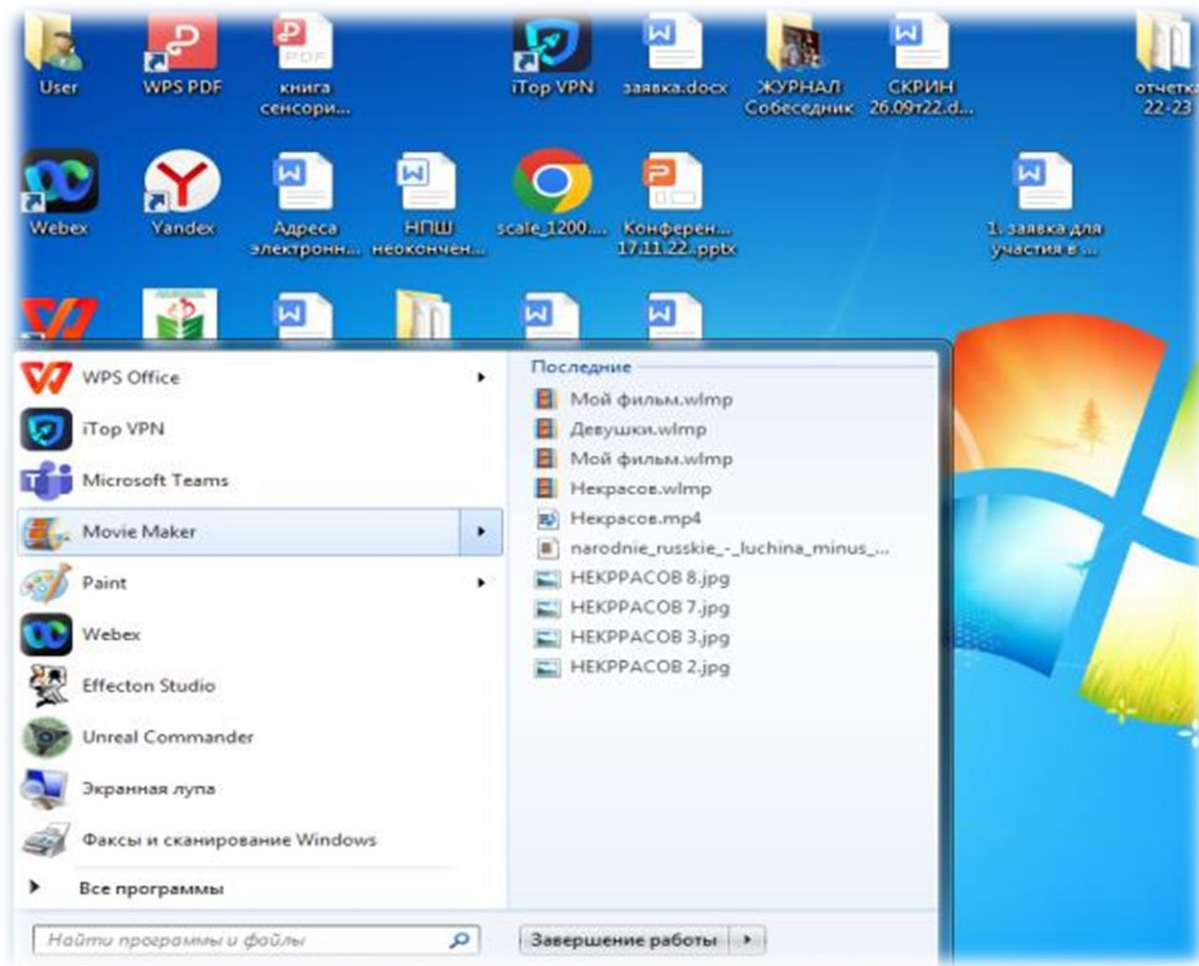 User
WPS PDF
книга
сенсори...
iTop VPN
заявка.docx
ЖУРНАЛ
Собеседник
СКРИН
26.09т22.d...
отчетка
22-23
Webex
Yandex
Адреса
электронн...
НПШ
неокончен...
scale_1200....
Конферен...
17.11.22..pptx
1. заявка для
участия в ...
WPS Office
iTop VPN
Microsoft Teams
Movie Maker
Paint
Webex
Effecton Studio
Unreal Commander
Экранная лупа
Факсы и сканирование Windows
Все программы
Найти программы и файлы
Последние
Мой фильм.wlmp
Девушки.wlmp
Мой фильм.wlmp
Некрасов.wlmp
Некрасов.mp4
narodnie_russkie_-_luchina_minus_...
НЕКРРАСОВ 8.jpg
НЕКРРАСОВ 7.jpg
НЕКРРАСОВ 3.jpg
НЕКРРАСОВ 2.jpg
Завершение работы